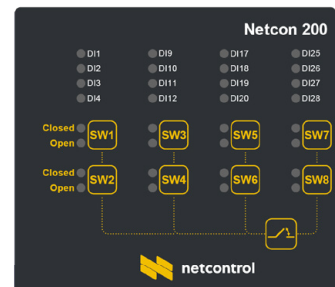 Netcon 200
DI1 DI9 DI17 DI25
DI2 DI10 DI18 DI26
DI3 DI11 DI19 DI27
DI4 DI12 DI20 DI28
Closed SW1 SW3 SW5 SW7
Open
Closed SW2 SW4 SW6 SW8
Open
netcontrol